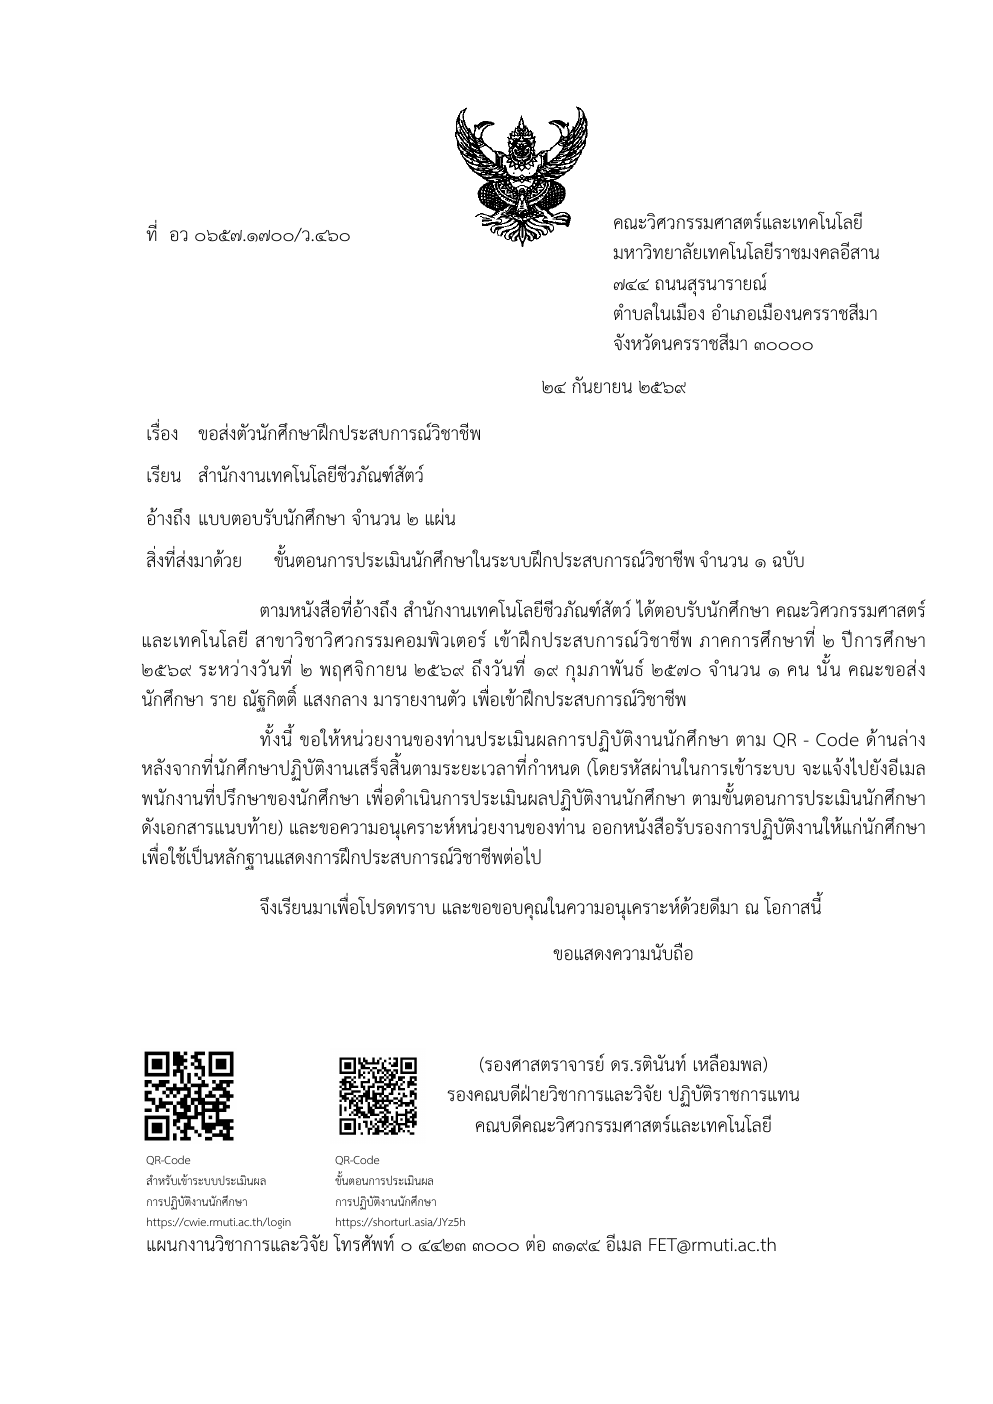 ที่ อว ๐๖๕๗.๑๗๐๐/ว.๔๖๐
คณะวิศวกรรมศาสตร์และเทคโนโลยี
มหาวิทยาลัยเทคโนโลยีราชมงคลอีสาน
๗๔๔ ถนนสุรนารายณ์
ตำบลในเมือง อำเภอเมืองนครราชสีมา
จังหวัดนครราชสีมา ๓๐๐๐๐
๒๔ กันยายน ๒๕๖๙
เรื่อง ขอส่งตัวนักศึกษาฝึกประสบการณ์วิชาชีพ
เรียน สำนักงานเทคโนโลยีชีวภัณฑ์สัตว์
อ้างถึง แบบตอบรับนักศึกษา จำนวน ๒ แผ่น
สิ่งที่ส่งมาด้วย ขั้นตอนการประเมินนักศึกษาในระบบฝึกประสบการณ์วิชาชีพ จำนวน ๑ ฉบับ
ตามหนังสือที่อ้างถึง สำนักงานเทคโนโลยีชีวภัณฑ์สัตว์ ได้ตอบรับนักศึกษา คณะวิศวกรรมศาสตร์
และเทคโนโลยี สาขาวิชาวิศวกรรมคอมพิวเตอร์ เข้าฝึกประสบการณ์วิชาชีพ ภาคการศึกษาที่ ๒ ปีการศึกษา
๒๕๖๙ ระหว่างวันที่ ๒ พฤศจิกายน ๒๕๖๙ ถึงวันที่ ๑๙ กุมภาพันธ์ ๒๕๗๐ จำนวน ๑ คน นั้น คณะขอส่ง
นักศึกษา ราย ณัฐกิตติ์ แสงกลาง มารายงานตัว เพื่อเข้าฝึกประสบการณ์วิชาชีพ
ทั้งนี้ ขอให้หน่วยงานของท่านประเมินผลการปฏิบัติงานนักศึกษา ตาม QR - Code ด้านล่าง
หลังจากที่นักศึกษาปฏิบัติงานเสร็จสิ้นตามระยะเวลาที่กำหนด (โดยรหัสผ่านในการเข้าระบบ จะแจ้งไปยังอีเมล
พนักงานที่ปรึกษาของนักศึกษา เพื่อดำเนินการประเมินผลปฏิบัติงานนักศึกษา ตามขั้นตอนการประเมินนักศึกษา
ดังเอกสารแนบท้าย) และขอความอนุเคราะห์หน่วยงานของท่าน ออกหนังสือรับรองการปฏิบัติงานให้แก่นักศึกษา
เพื่อใช้เป็นหลักฐานแสดงการฝึกประสบการณ์วิชาชีพต่อไป
จึงเรียนมาเพื่อโปรดทราบ และขอขอบคุณในความอนุเคราะห์ด้วยดีมา ณ โอกาสนี้
ขอแสดงความนับถือ
(รองศาสตราจารย์ ดร.รตินันท์ เหลือมพล)
รองคณบดีฝ่ายวิชาการและวิจัย ปฏิบัติราชการแทน
คณบดีคณะวิศวกรรมศาสตร์และเทคโนโลยี
QR-Code
สำหรับเข้าระบบประเมินผล
การปฏิบัติงานนักศึกษา
https://cwie.rmuti.ac.th/login
QR-Code
ขั้นตอนการประเมินผล
การปฏิบัติงานนักศึกษา
https://shorturl.asia/JYz5h
แผนกงานวิชาการและวิจัย โทรศัพท์ ๐ ๔๔๒๓ ๓๐๐๐ ต่อ ๓๑๙๔ อีเมล FET@rmuti.ac.th